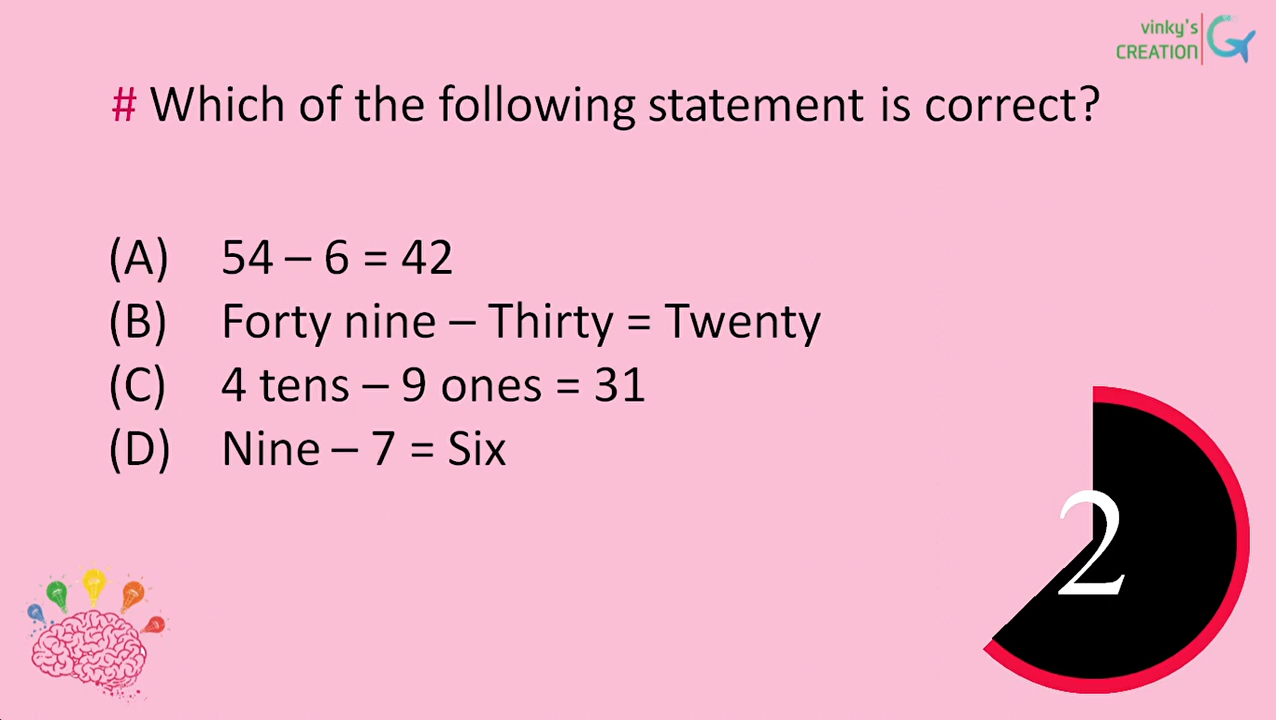 vinky's
CREATION
# Which of the following statement is correct?
(A) 54 – 6 = 42
(B) Forty nine – Thirty = Twenty
(C) 4 tens – 9 ones = 31
(D) Nine – 7 = Six
2